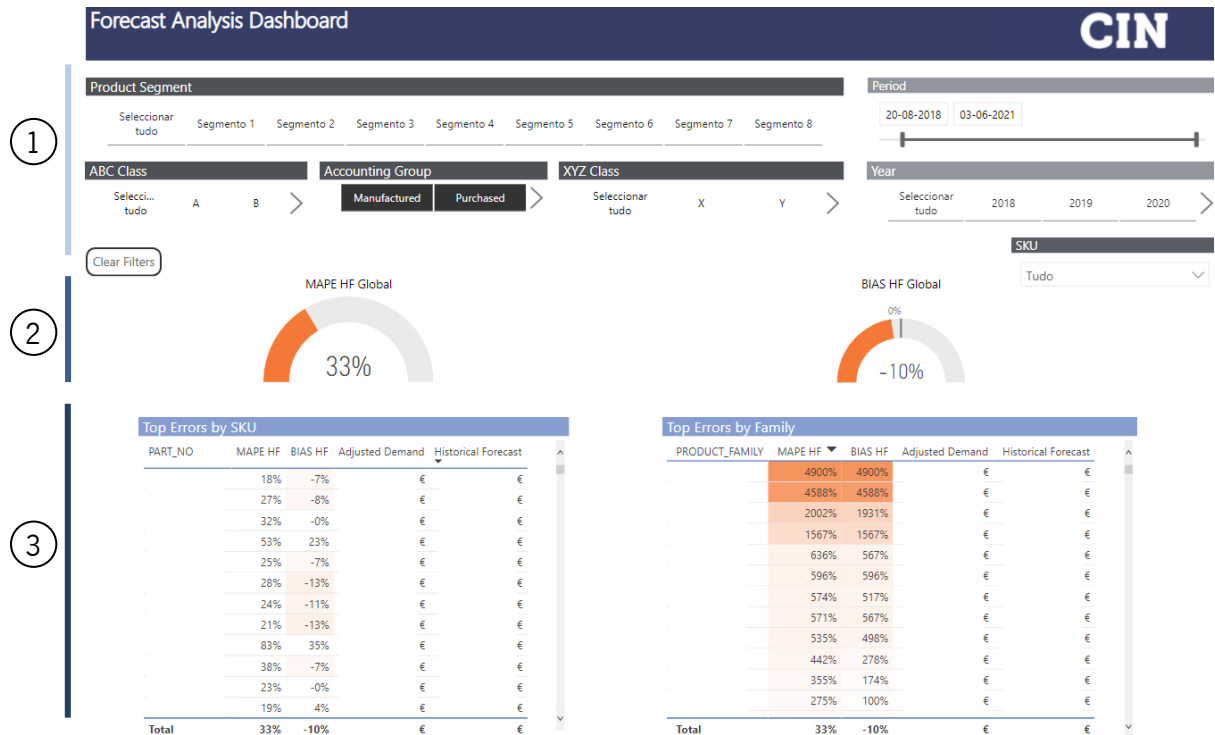 Forecast Analysis Dashboard
CIN
1
Product Segment
Seleccionar
tudo
Segmento 1 Segmento 2 Segmento 3 Segmento 4 Segmento 5 Segmento 6 Segmento 7 Segmento 8
Period
20-08-2018 03-06-2021
ABC Class
Selecci...
tudo
A B
Accounting Group
Manufactured Purchased
XYZ Class
Seleccionar
tudo
X Y
Year
Seleccionar
tudo
2018 2019 2020
Clear Filters
SKU
Tudo
2
MAPE HF Global
33%
BIAS HF Global
0%
-10%
3
Top Errors by SKU
PART_NO MAPE HF BIAS HF Adjusted Demand Historical Forecast
18% -7% € €
27% -8% € €
32% -0% € €
53% 23% € €
25% -7% € €
28% -13% € €
24% -11% € €
21% -13% € €
83% 35% € €
38% -7% € €
23% -0% € €
19% 4% € €
Total 33% -10% € €
Top Errors by Family
PRODUCT_FAMILY MAPE HF BIAS HF Adjusted Demand Historical Forecast
4900% 4900% € €
4588% 4588% € €
2002% 1931% € €
1567% 1567% € €
636% 567% € €
596% 596% € €
574% 517% € €
571% 567% € €
535% 498% € €
442% 278% € €
355% 174% € €
275% 100% € €
Total 33% -10% € €